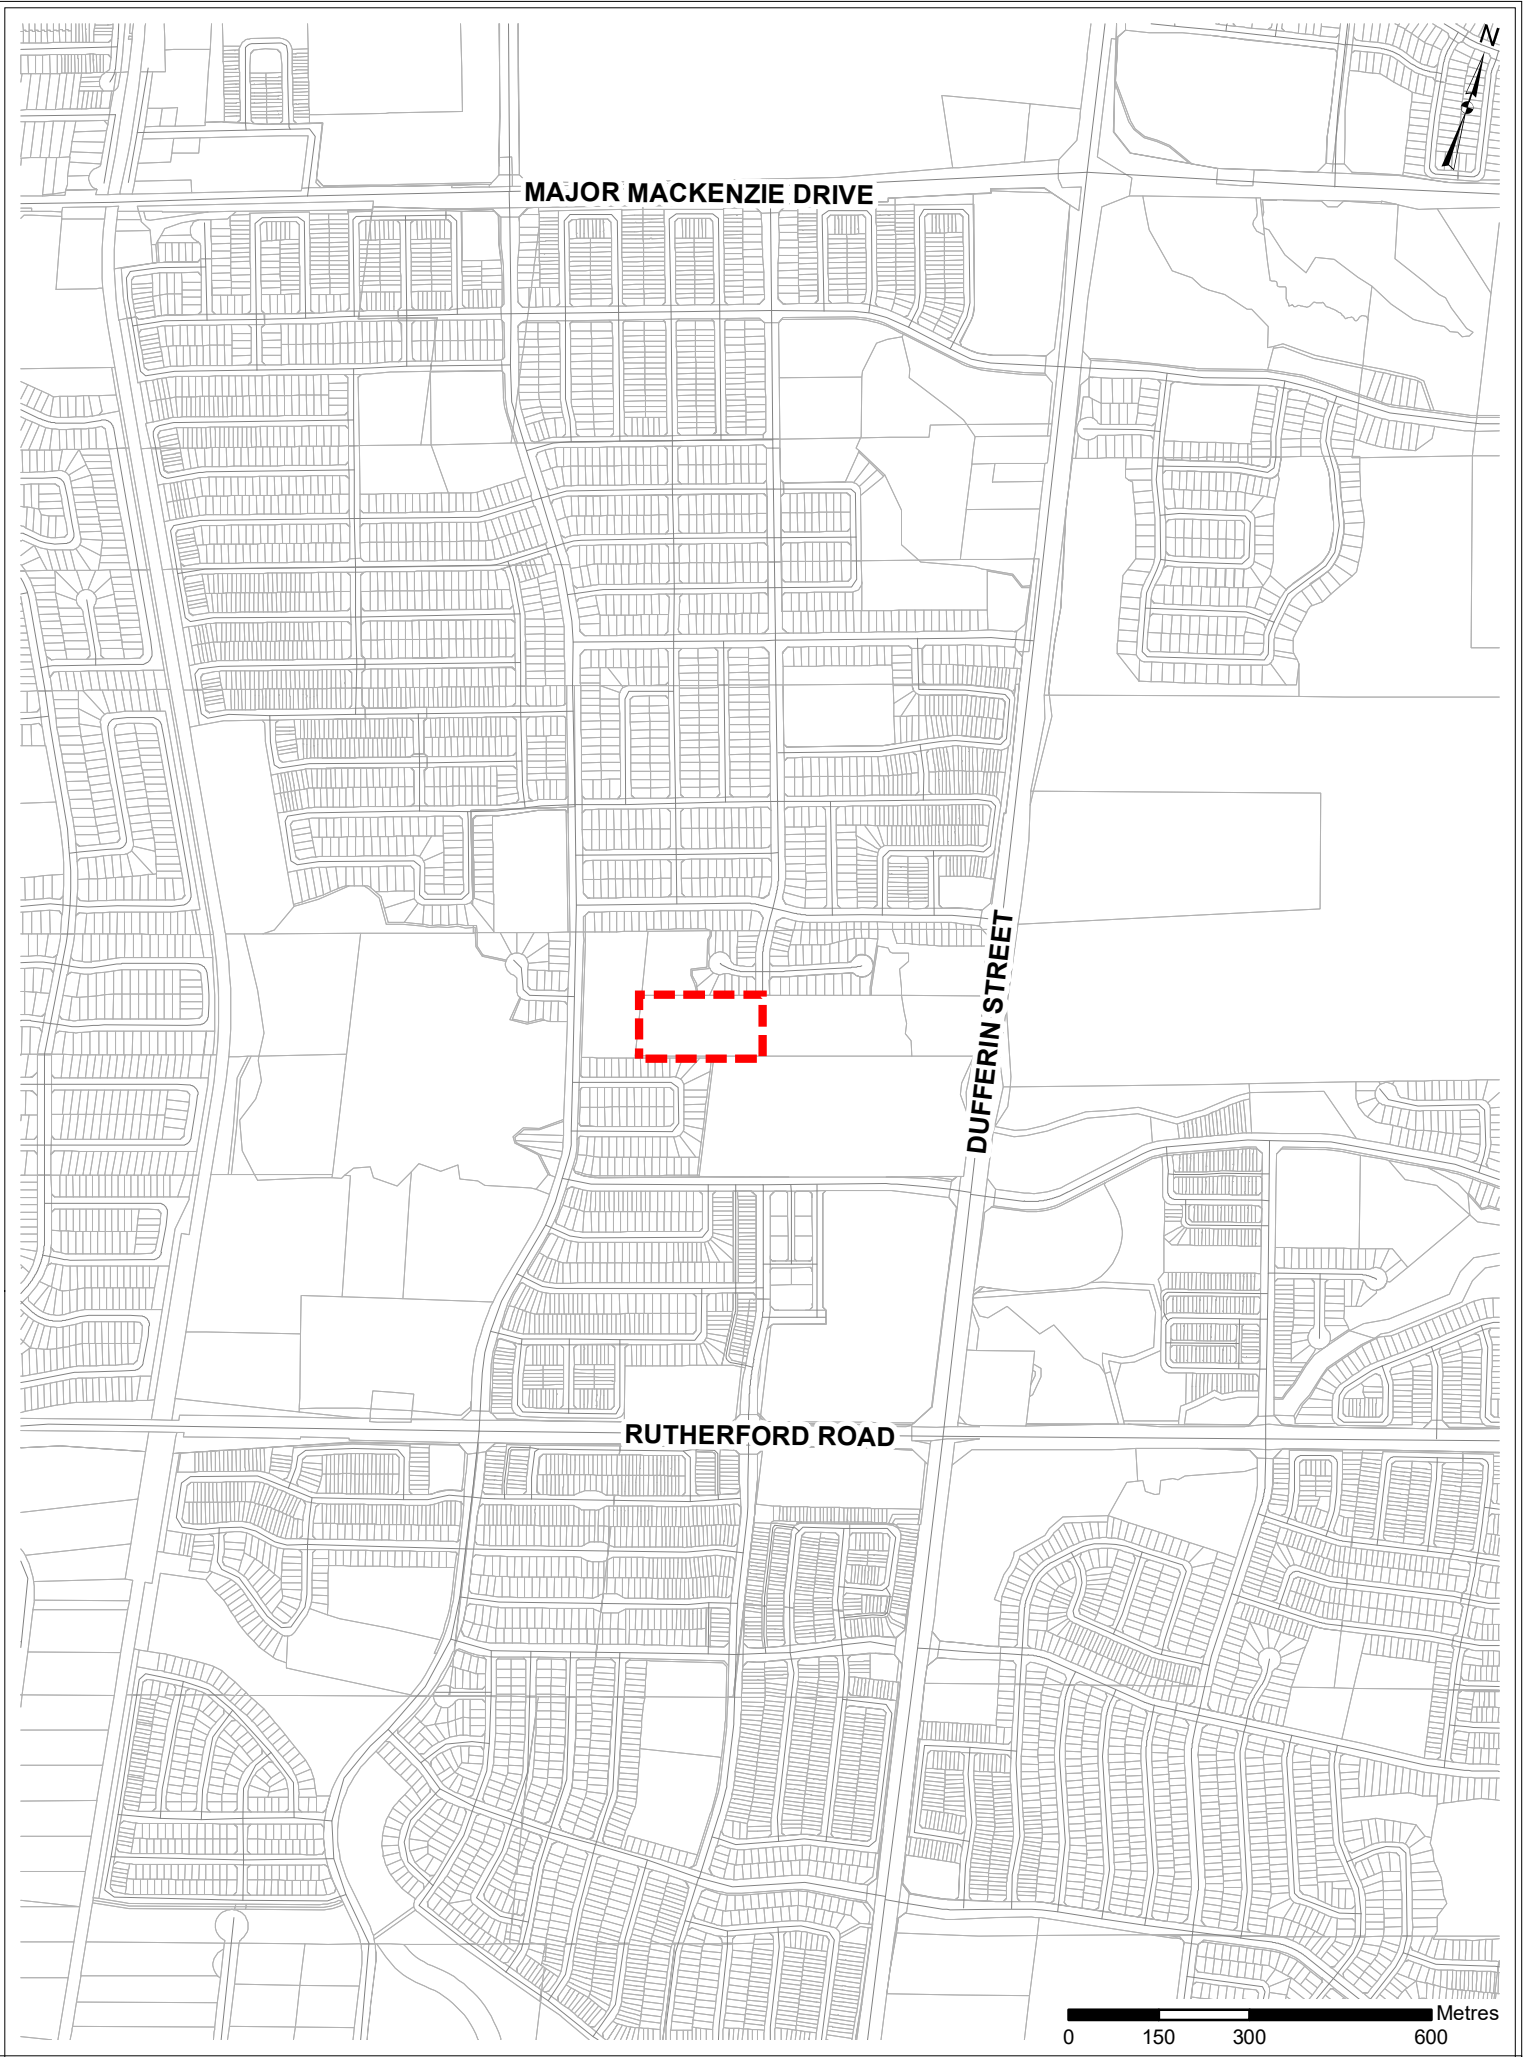 N
MAJOR MACKENZIE DRIVE
DUFFERIN STREET
RUTHERFORD ROAD
Metres
0 150 300 600